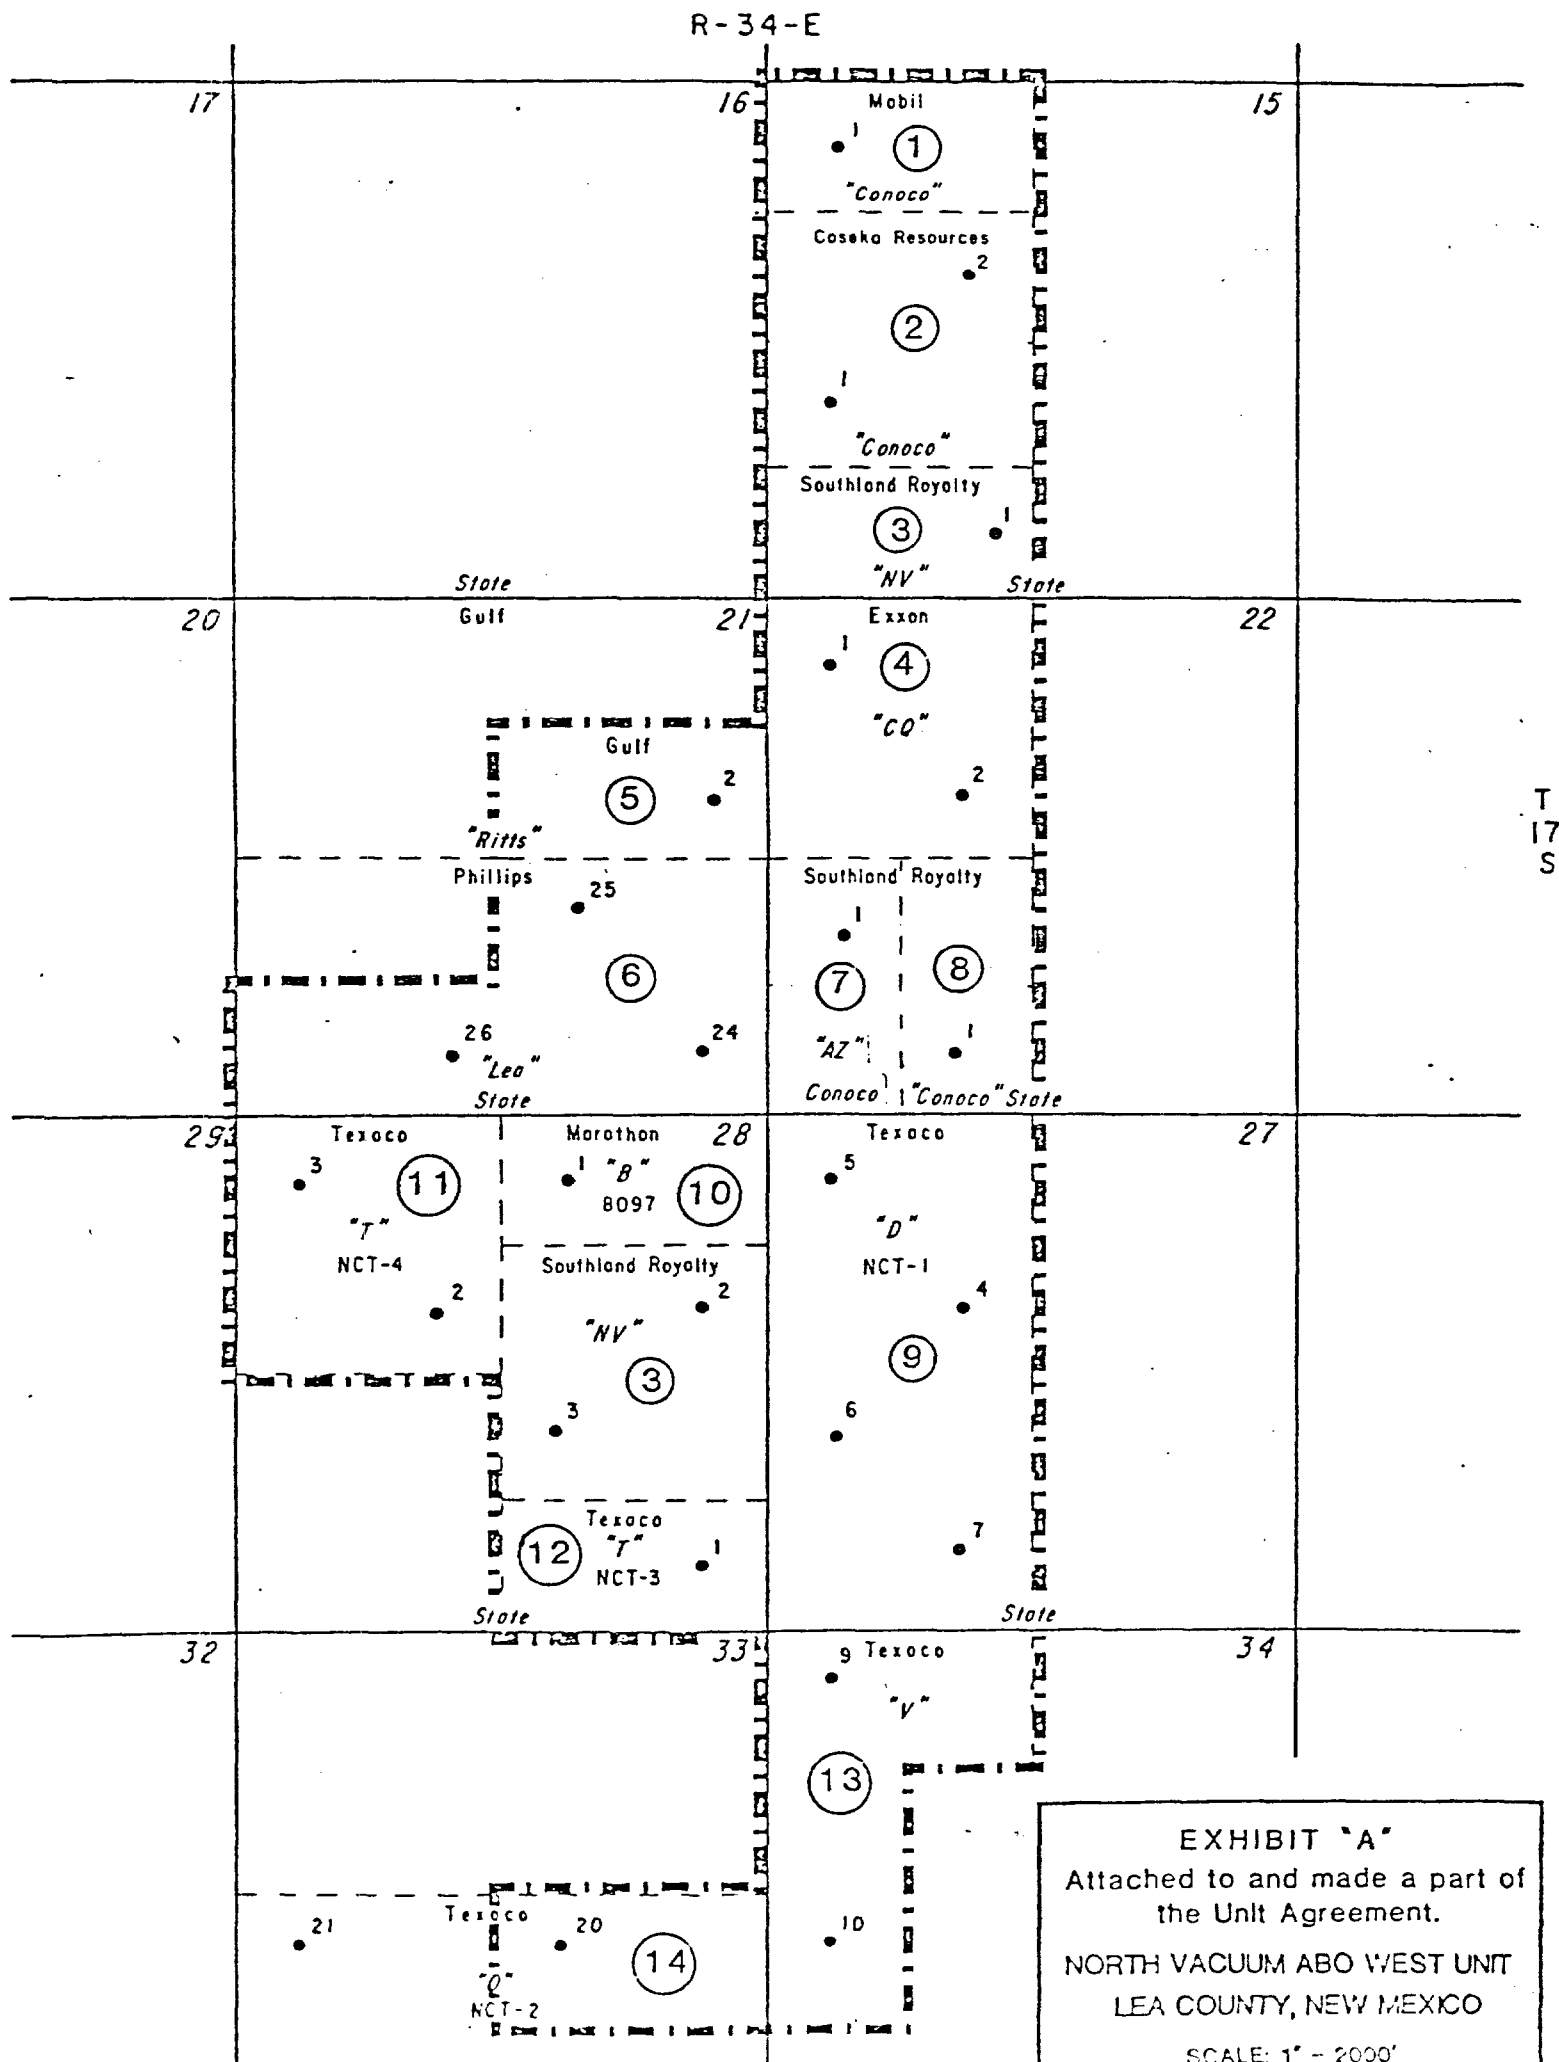 R-34-E
17
16
15
Mobil
1
1
"Conoco"
Coseka Resources
2
2
1
"Conoco"
Southland Royalty
3
1
"NV"
State
State
20
Gulf
21
Exxon
22
1
4
"CQ"
Gulf
5
2
2
"Ritts"
T
17
S
Phillips
25
Southland Royalty
1
6
7
8
26
"Lea"
24
"AZ"
1
State
Conoco
"Conoco" State
29
Texaco
Marathon
28
Texaco
27
3
11
1
"B"
8097
10
5
"T"
NCT-4
"D"
NCT-1
Southland Royalty
2
2
4
"NV"
3
9
3
6
Texaco
12
"T"
1
NCT-3
7
State
State
32
33
9
Texaco
34
"V"
13
Texaco
21
20
14
10
"Q"
NCT-2
EXHIBIT "A"
Attached to and made a part of
the Unit Agreement.
NORTH VACUUM ABO WEST UNIT
LEA COUNTY, NEW MEXICO
SCALE: 1" - 2000'